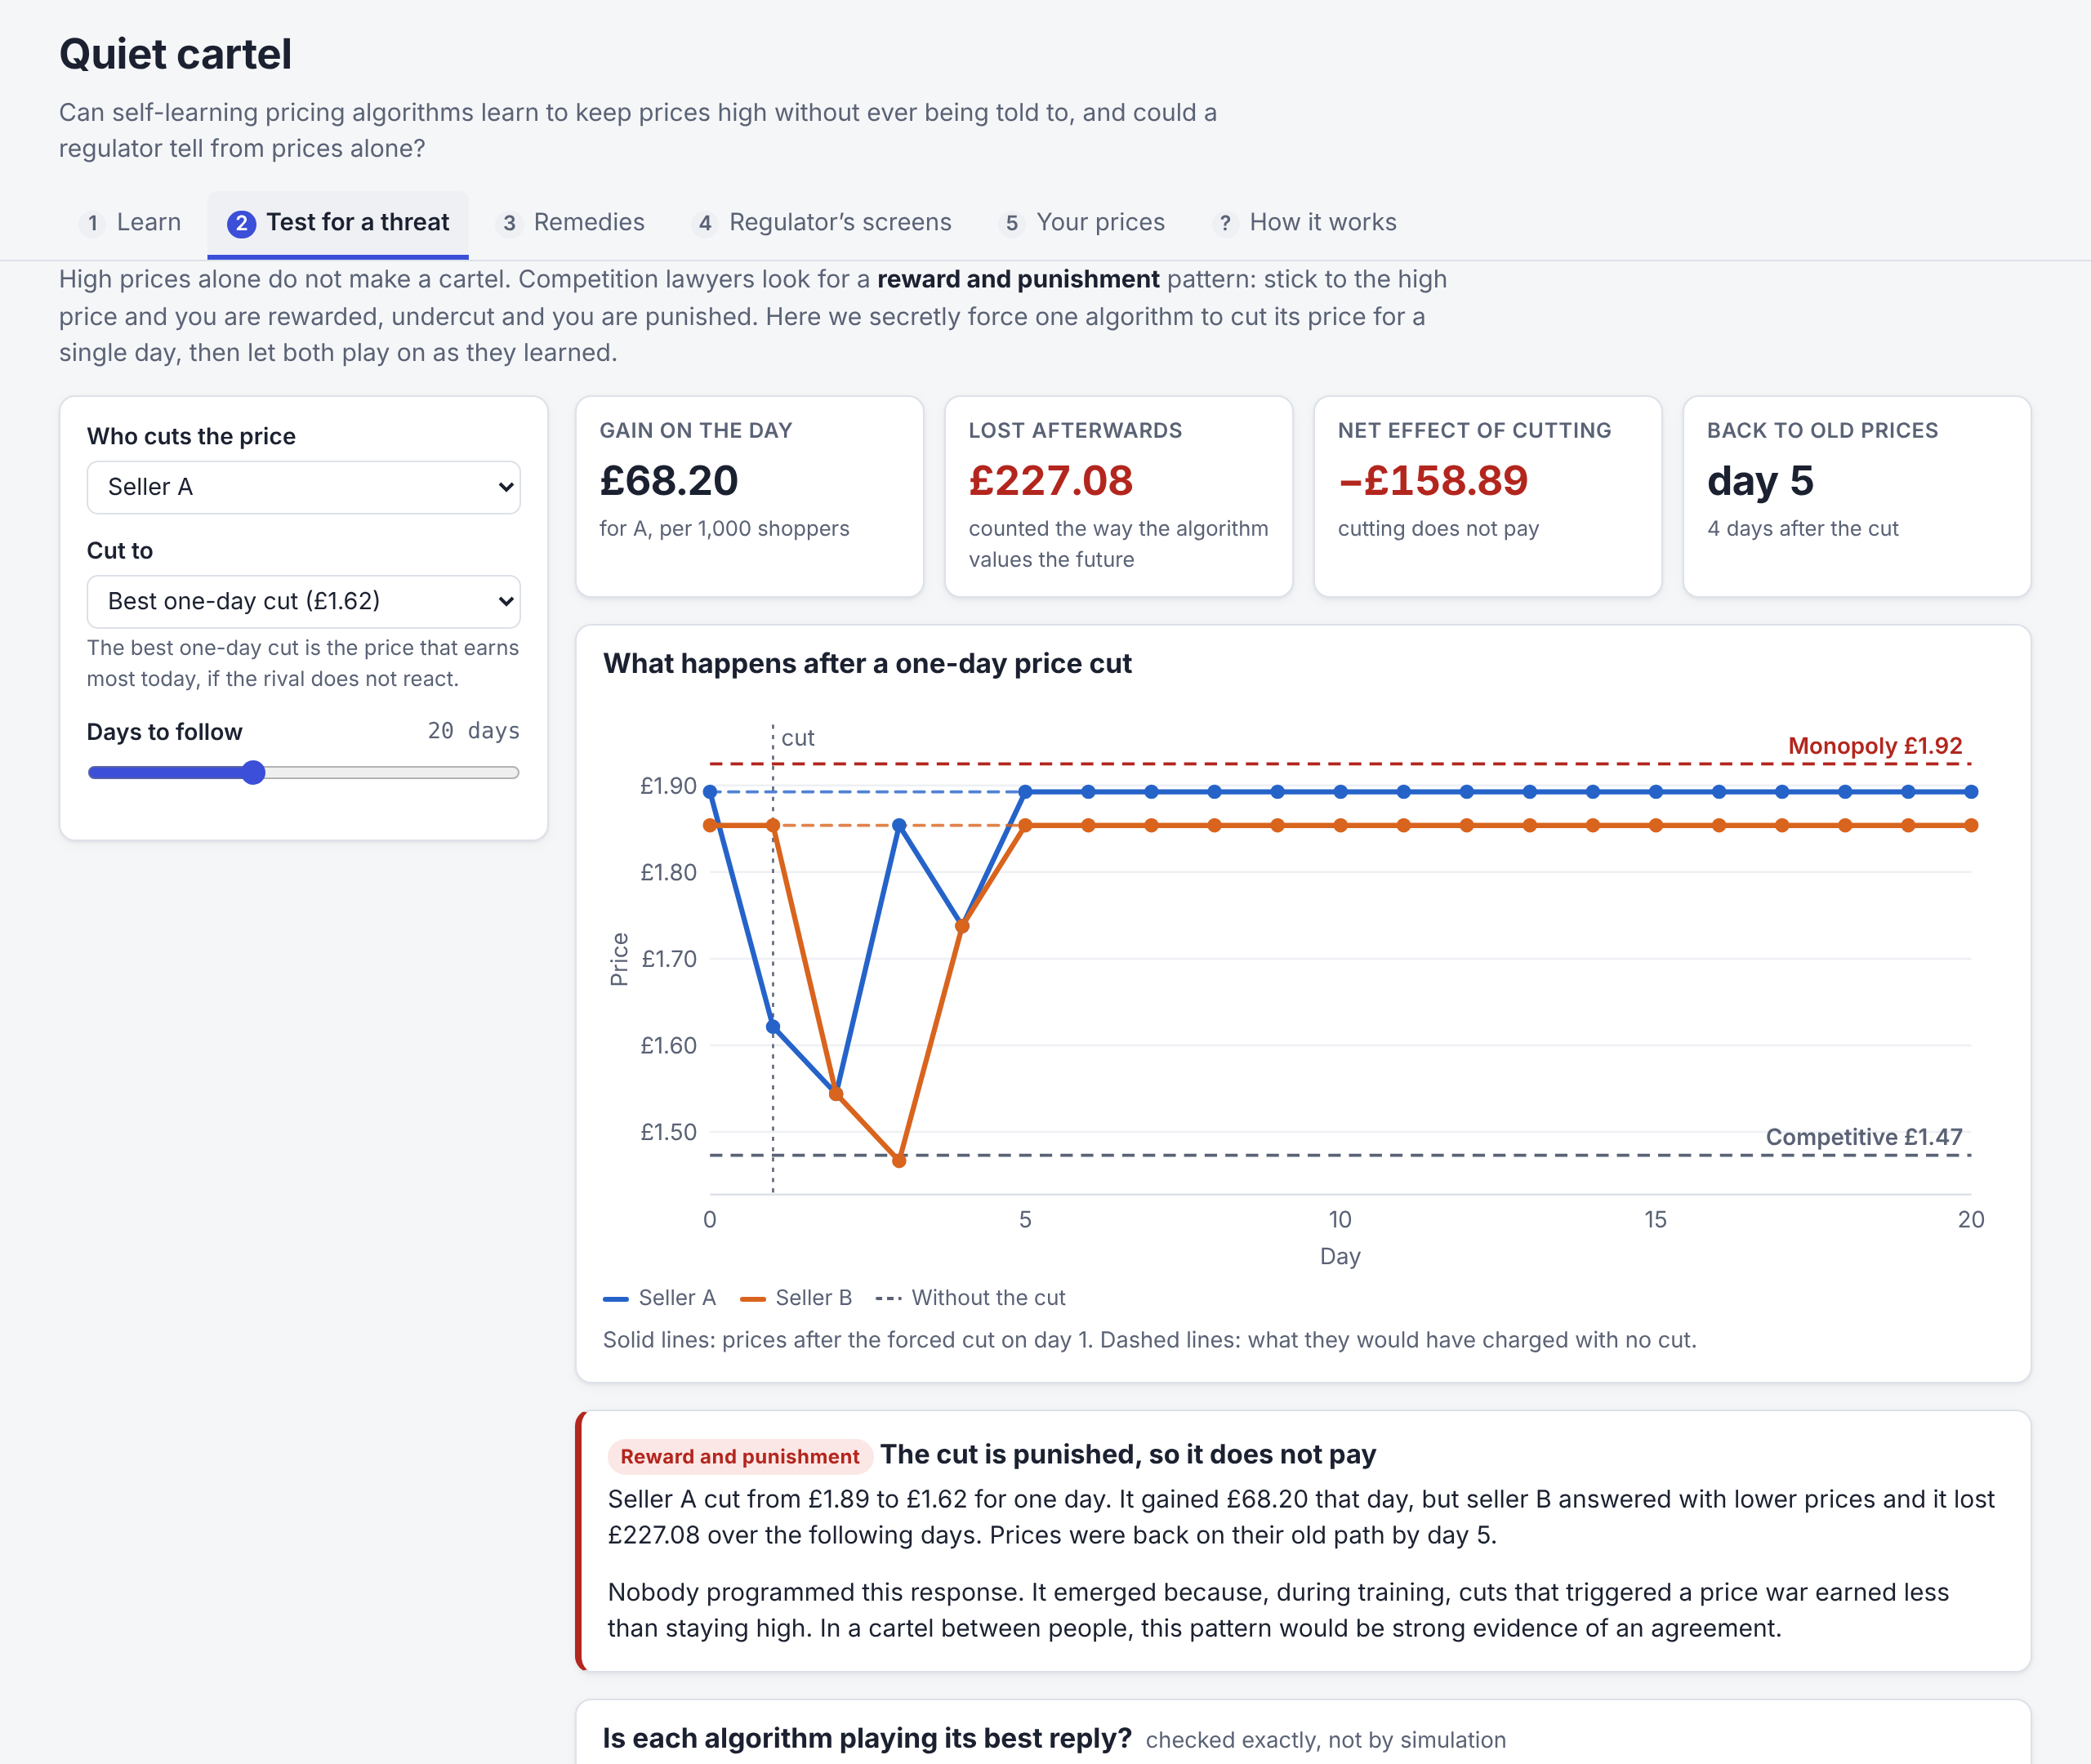 Quiet cartel
Can self-learning pricing algorithms learn to keep prices high without ever being told to, and could a
regulator tell from prices alone?
1 Learn
2 Test for a threat
3 Remedies
4 Regulator’s screens
5 Your prices
? How it works
High prices alone do not make a cartel. Competition lawyers look for a reward and punishment pattern: stick to the high
price and you are rewarded, undercut and you are punished. Here we secretly force one algorithm to cut its price for a
single day, then let both play on as they learned.
Who cuts the price
Seller A
Cut to
Best one-day cut (£1.62)
The best one-day cut is the price that earns
most today, if the rival does not react.
Days to follow 20 days
GAIN ON THE DAY
£68.20
for A, per 1,000 shoppers
LOST AFTERWARDS
£227.08
counted the way the algorithm
values the future
NET EFFECT OF CUTTING
−£158.89
cutting does not pay
BACK TO OLD PRICES
day 5
4 days after the cut
What happens after a one-day price cut
cut
Monopoly £1.92
£1.90
£1.80
£1.70
£1.60
£1.50
Price
Competitive £1.47
0 5 10 15 20
Day
Seller A Seller B Without the cut
Solid lines: prices after the forced cut on day 1. Dashed lines: what they would have charged with no cut.
Reward and punishment The cut is punished, so it does not pay
Seller A cut from £1.89 to £1.62 for one day. It gained £68.20 that day, but seller B answered with lower prices and it lost
£227.08 over the following days. Prices were back on their old path by day 5.
Nobody programmed this response. It emerged because, during training, cuts that triggered a price war earned less
than staying high. In a cartel between people, this pattern would be strong evidence of an agreement.
Is each algorithm playing its best reply? checked exactly, not by simulation